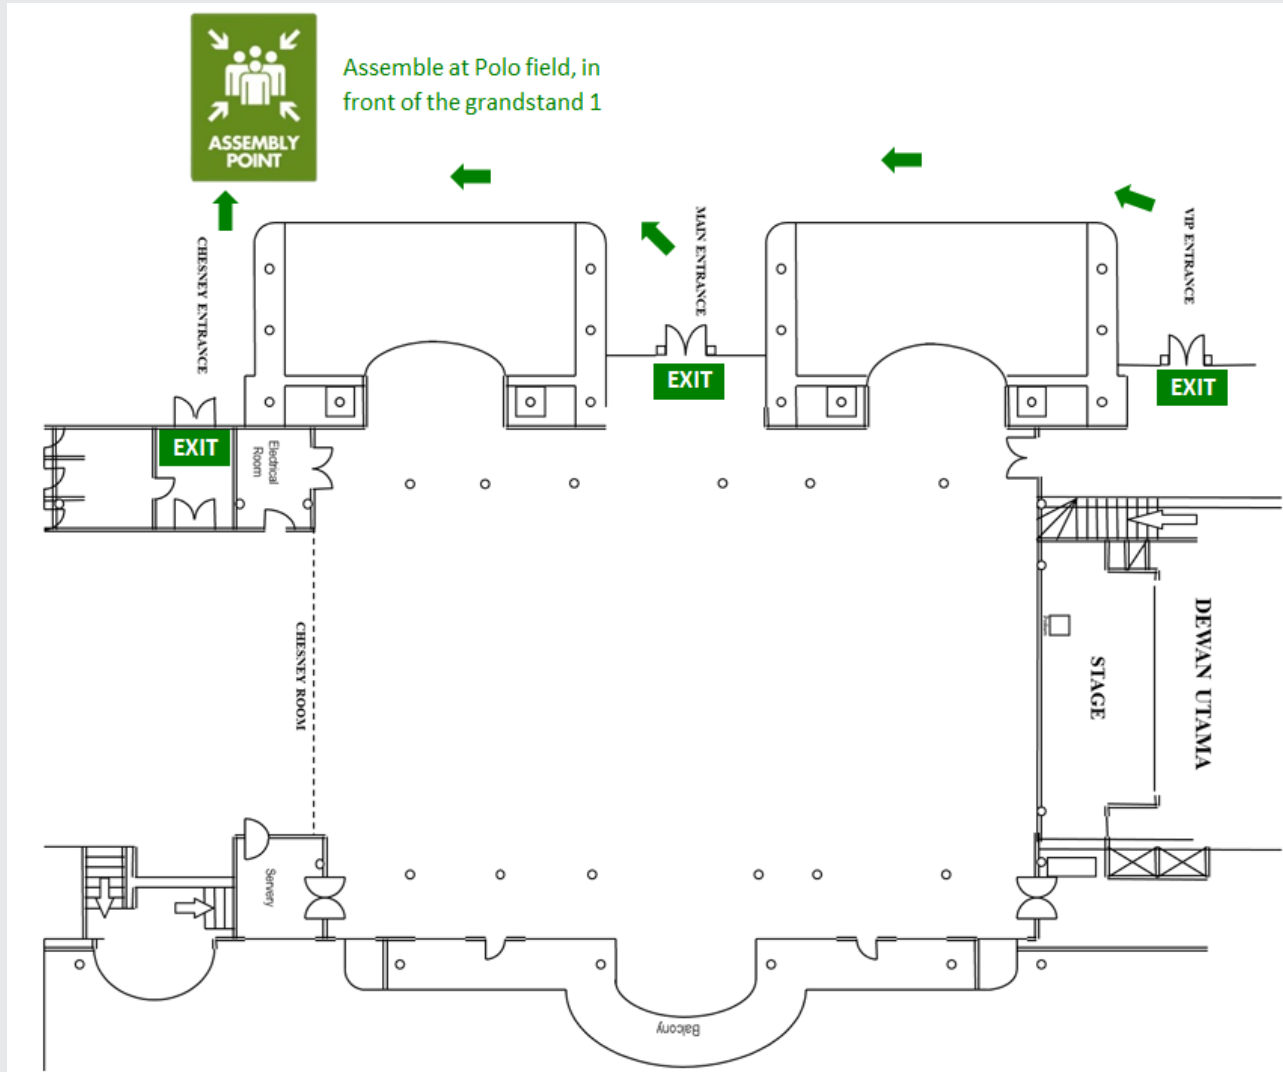 Assemble at Polo field, in
front of the grandstand 1
ASSEMBLY
POINT
CHESNEY ENTRANCE
MAIN ENTRANCE
VIP ENTRANCE
EXIT
EXIT
EXIT
Electrical
Room
CHESNEY ROOM
STAGE
DEWAN UTAMA
Servery
Balcony